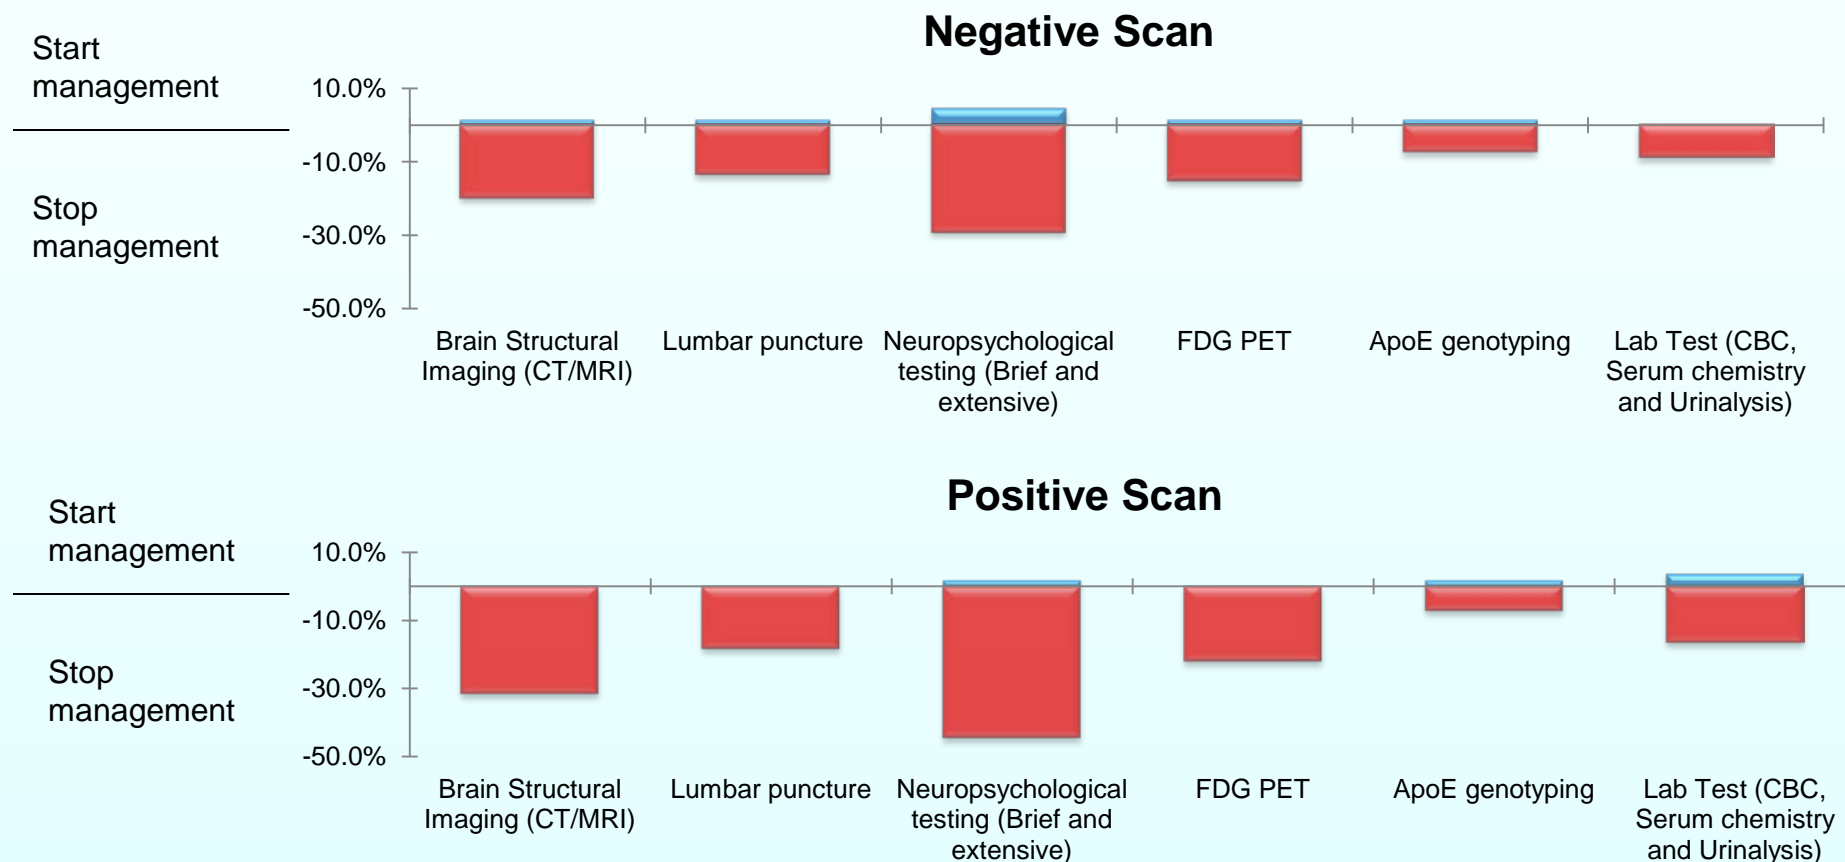 Negative Scan
Start
management
Stop
management
10.0%
-10.0%
-30.0%
-50.0%
Brain Structural
Imaging (CT/MRI)
Lumbar puncture
Neuropsychological
testing (Brief and
extensive)
FDG PET
ApoE genotyping
Lab Test (CBC,
Serum chemistry
and Urinalysis)
Positive Scan
Start
management
Stop
management
10.0%
-10.0%
-30.0%
-50.0%
Brain Structural
Imaging (CT/MRI)
Lumbar puncture
Neuropsychological
testing (Brief and
extensive)
FDG PET
ApoE genotyping
Lab Test (CBC,
Serum chemistry
and Urinalysis)